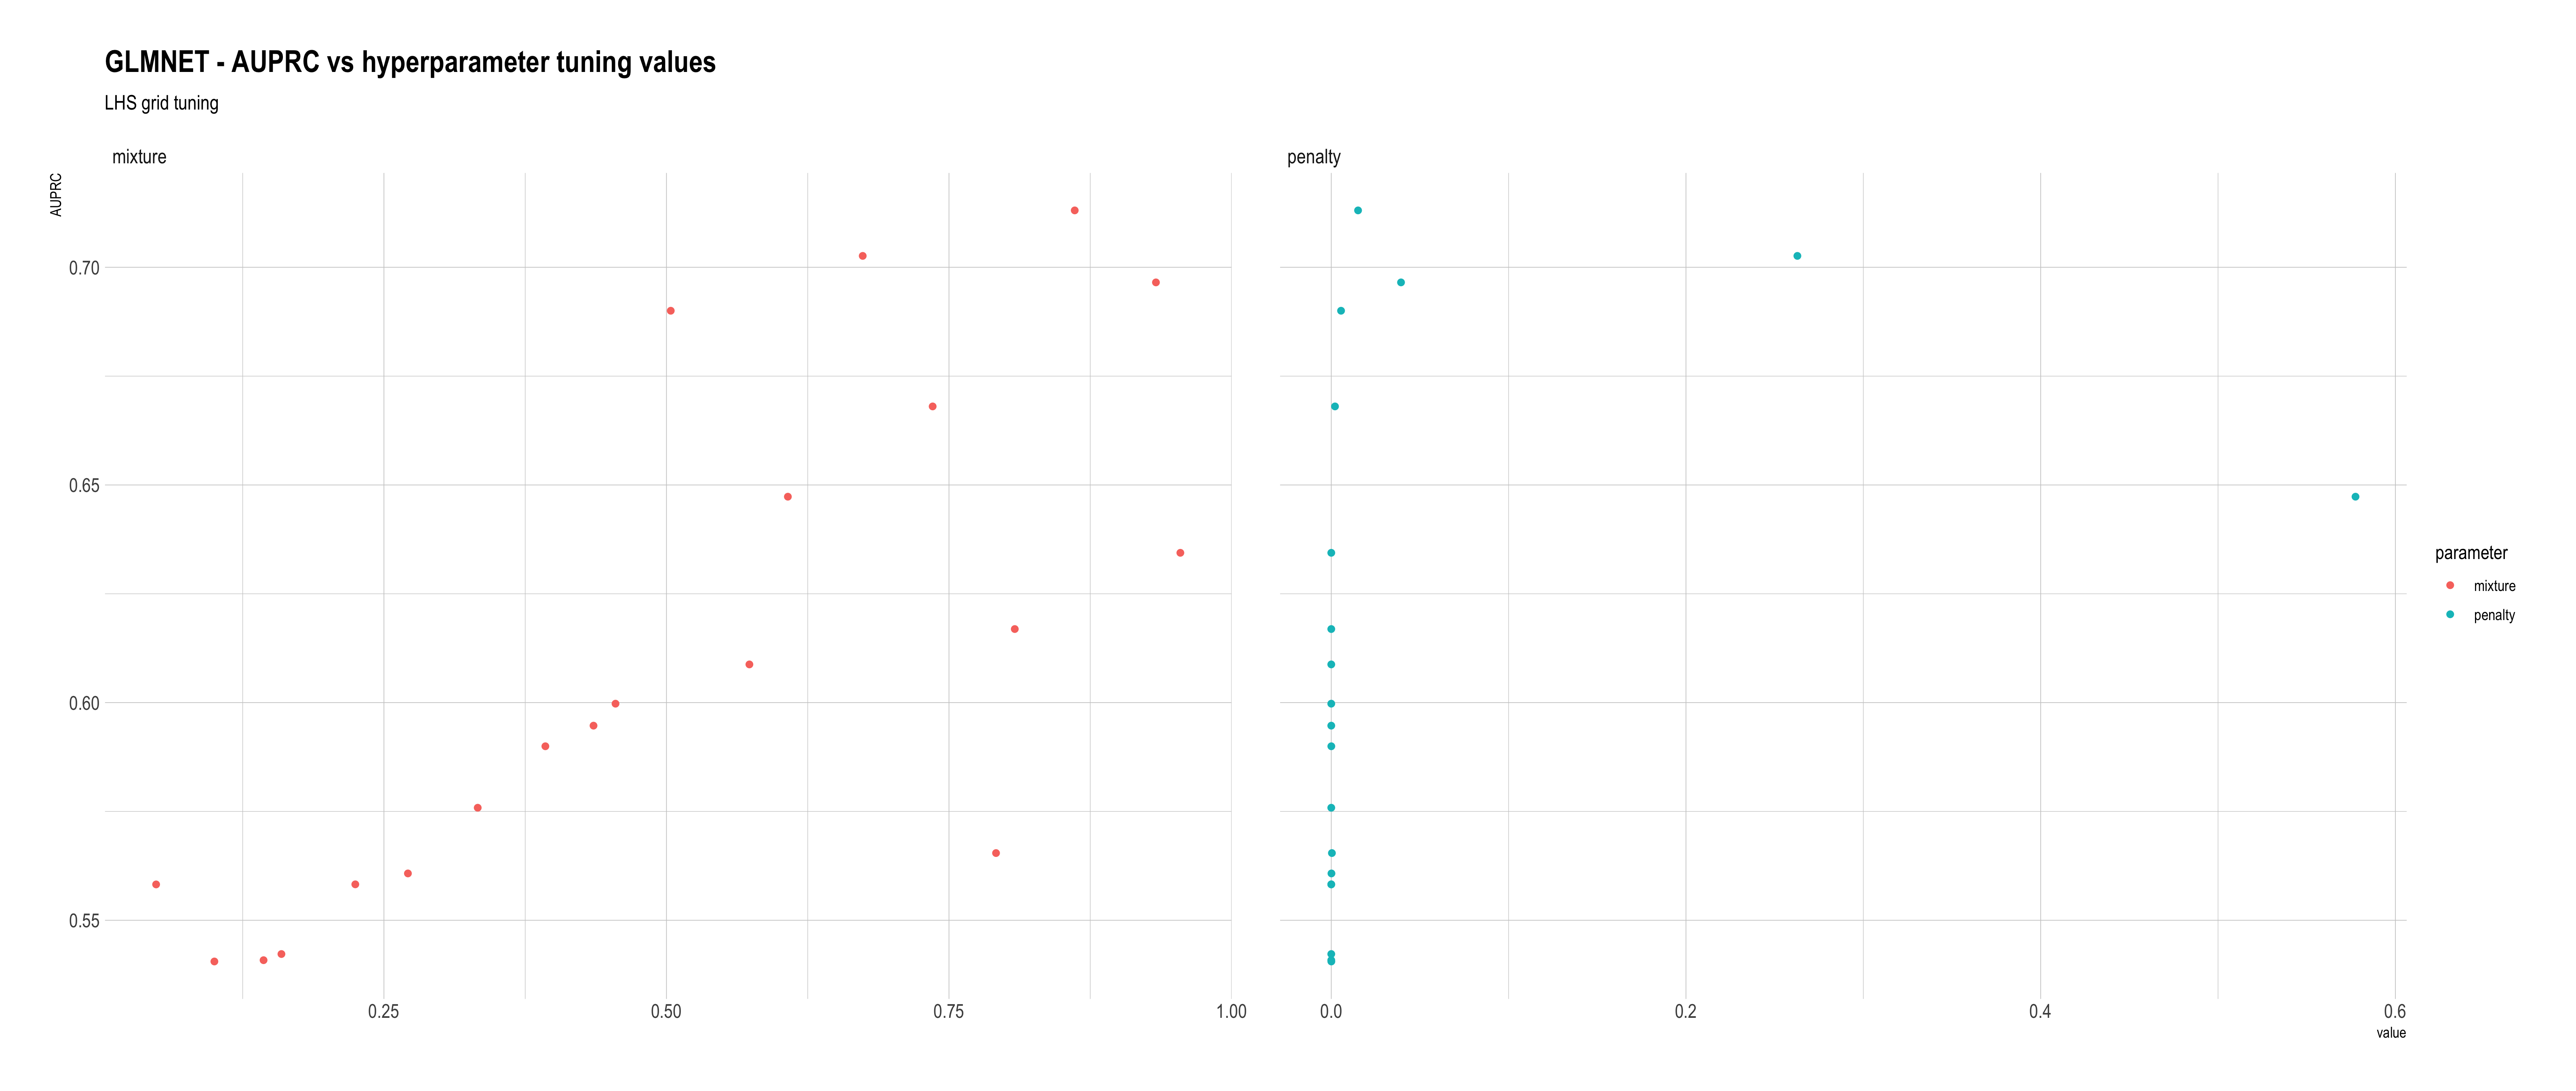 GLMNET - AUPRC vs hyperparameter tuning values
LHS grid tuning
mixture
penalty
AUPRC
0.70
0.65
0.60
0.55
0.25
0.50
0.75
1.00
0.0
0.2
0.4
0.6
value
parameter
mixture
penalty